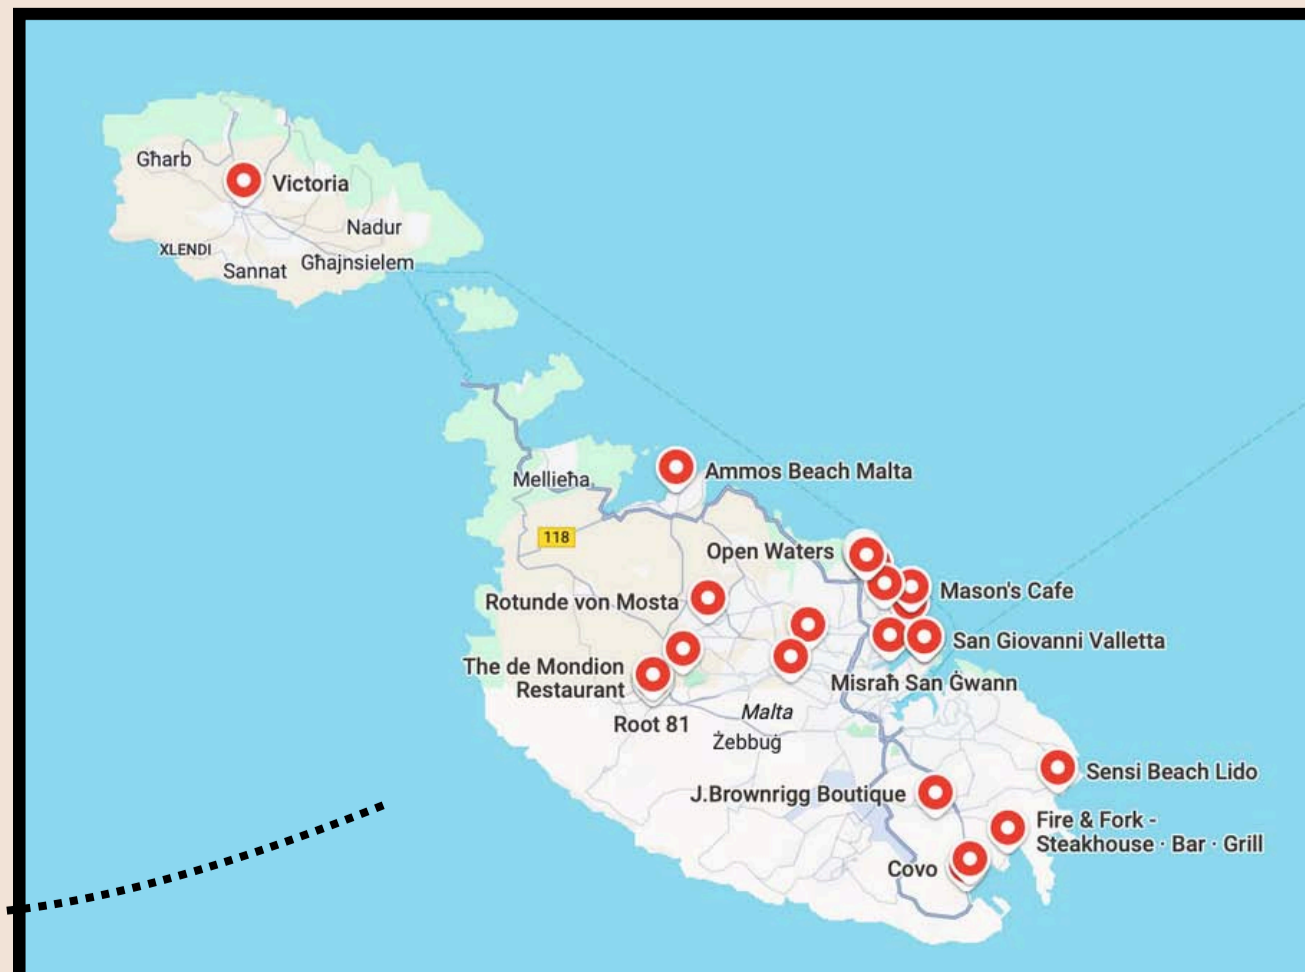 Għarb
Victoria
Nadur
XLENDI
Sannat
Għajnsielem
Mellieħa
Ammos Beach Malta
118
Open Waters
Mason's Cafe
Rotunde von Mosta
San Giovanni Valletta
The de Mondion
Restaurant
Misraħ San Ġwann
Root 81
Malta
Żebbuġ
Sensi Beach Lido
J.Brownrigg Boutique
Fire & Fork -
Steakhouse · Bar · Grill
Covo